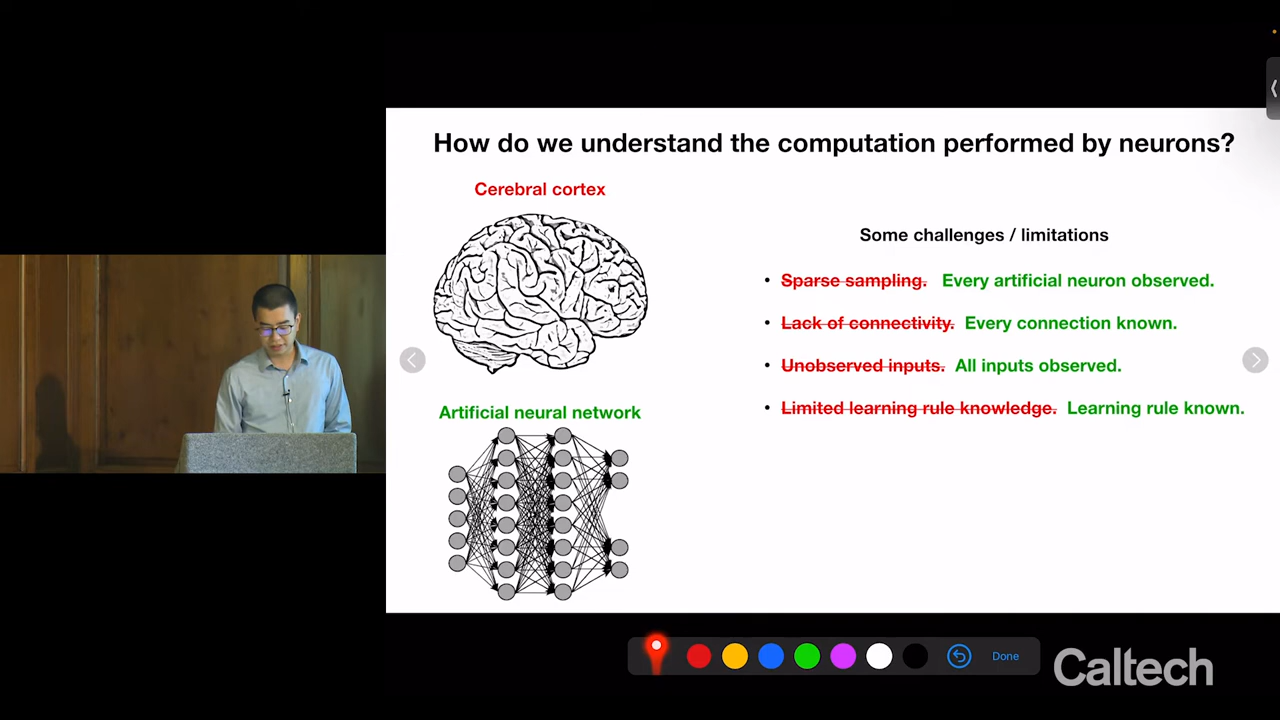 How do we understand the computation performed by neurons?
Cerebral cortex
Some challenges / limitations
• Sparse sampling. Every artificial neuron observed.
• Lack of connectivity. Every connection known.
• Unobserved inputs. All inputs observed.
• Limited learning rule knowledge. Learning rule known.
Artificial neural network
Done
Caltech